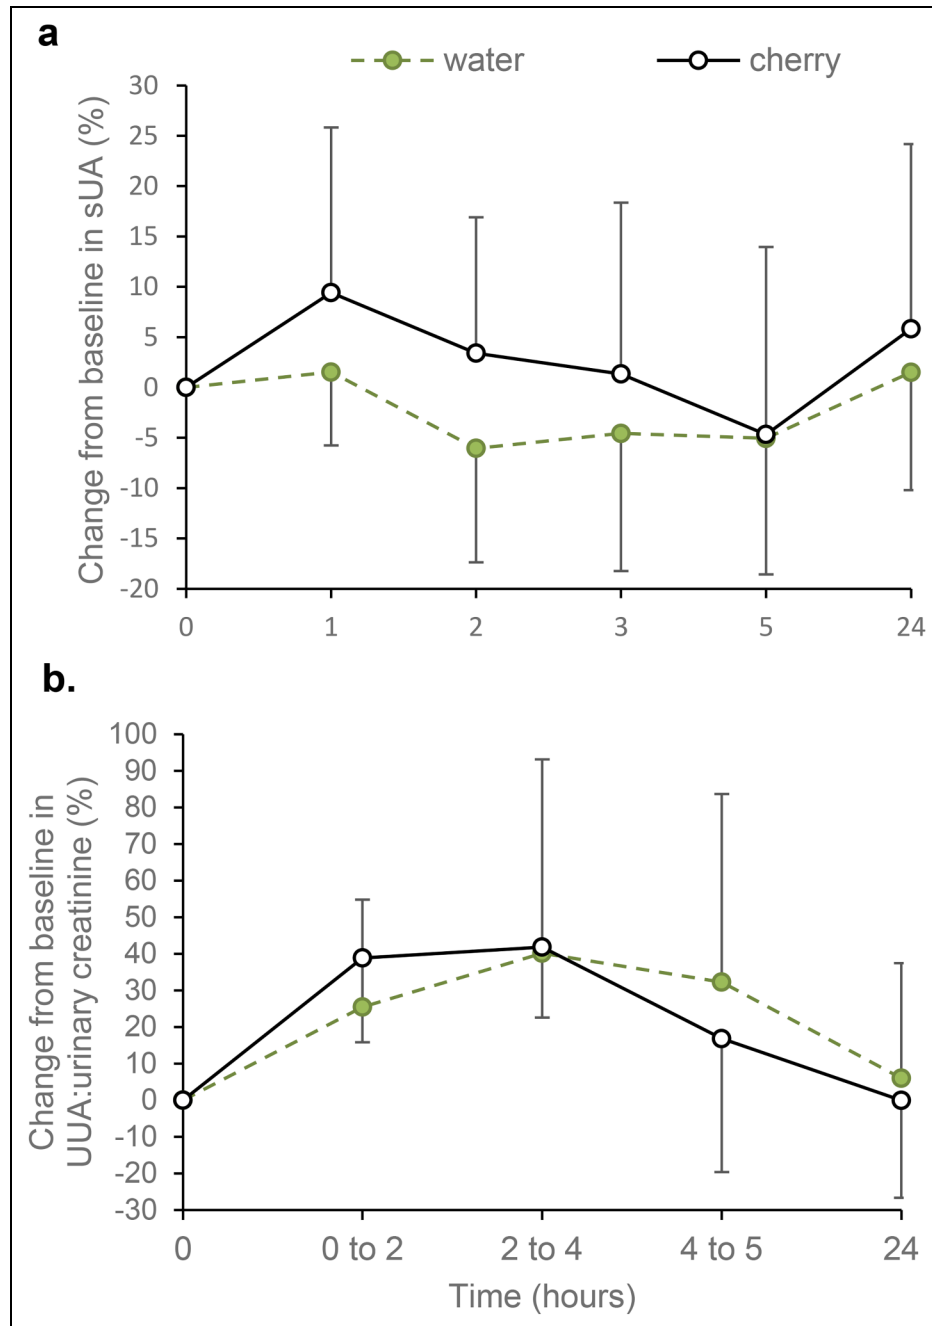 a
water cherry
Change from baseline in sUA (%)
30
25
20
15
10
5
0
-5
-10
-15
-20
0 1 2 3 5 24
b.
Change from baseline in
UUA:urinary creatinine (%)
100
90
80
70
60
50
40
30
20
10
0
-10
-20
-30
0 0 to 2 2 to 4 4 to 5 24
Time (hours)